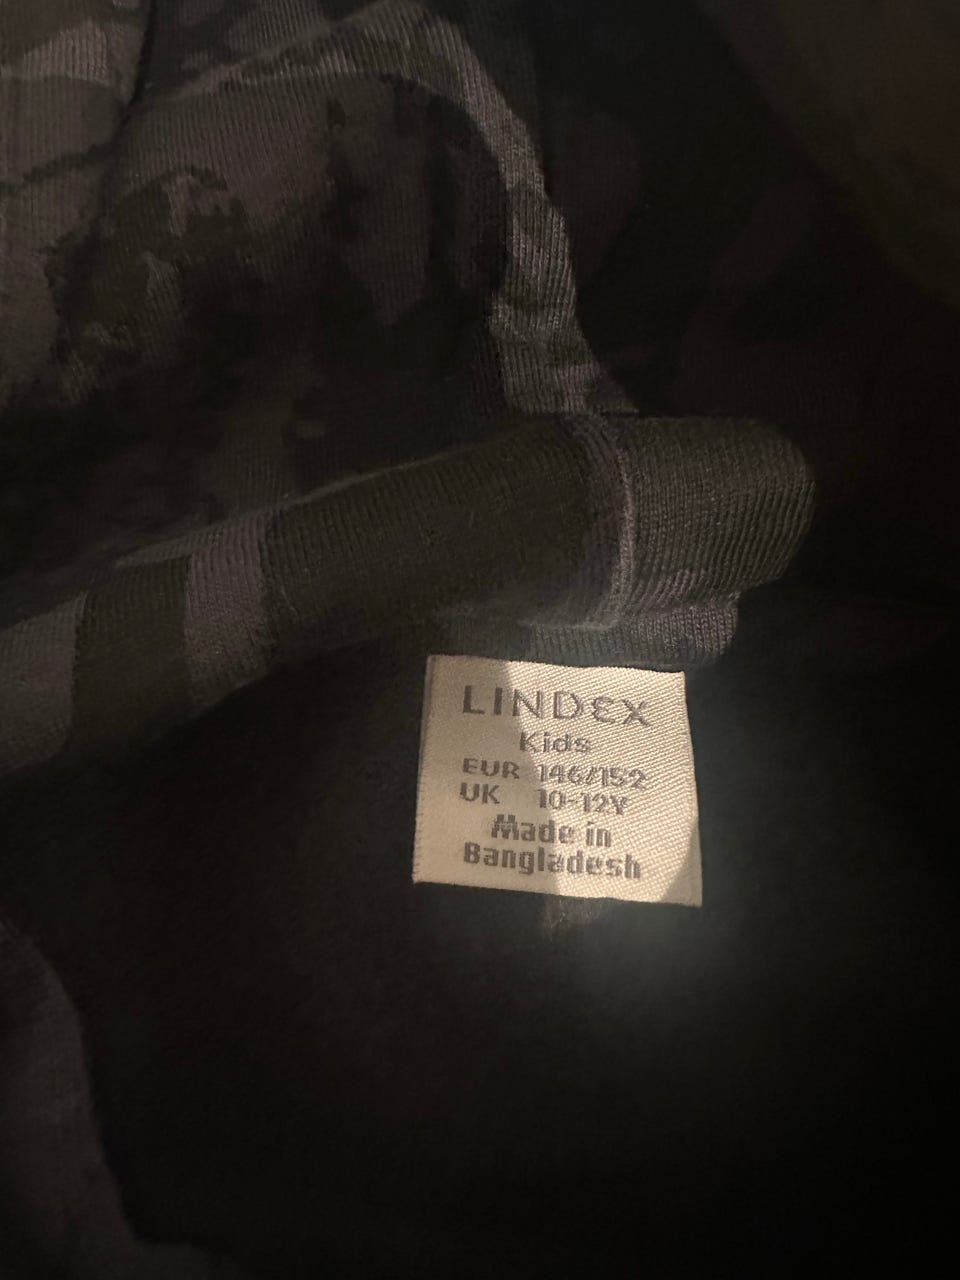 LINDEX
Kids
EUR 146/152
UK 10-12Y
Made in
Bangladesh